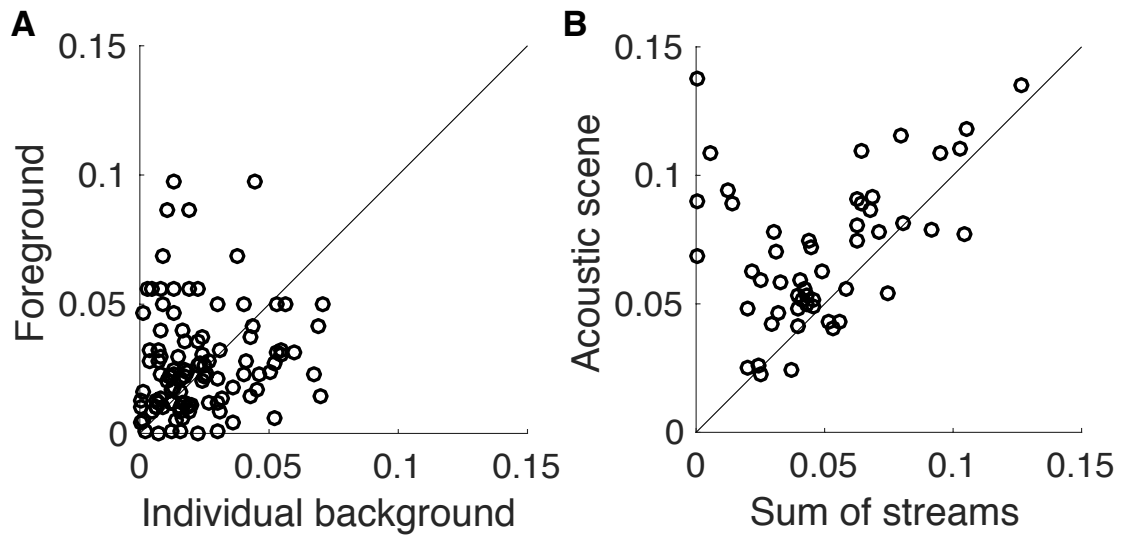 A
0.15
0.1
0.05
0
Foreground
0 0.05 0.1 0.15
Individual background
B
0.15
0.1
0.05
0
Acoustic scene
0 0.05 0.1 0.15
Sum of streams